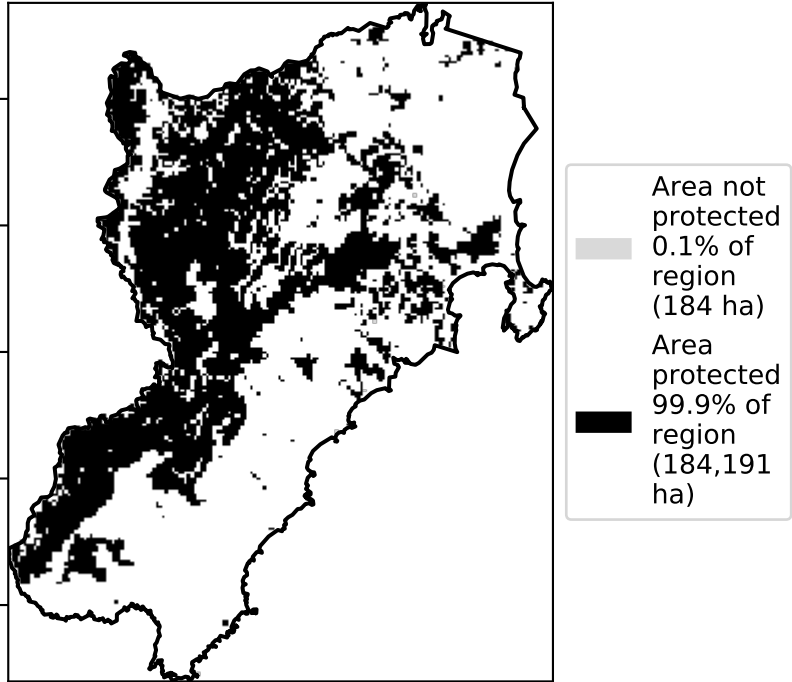 Area not
protected
0.1% of
region
(184 ha)
Area
protected
99.9% of
region
(184,191
ha)